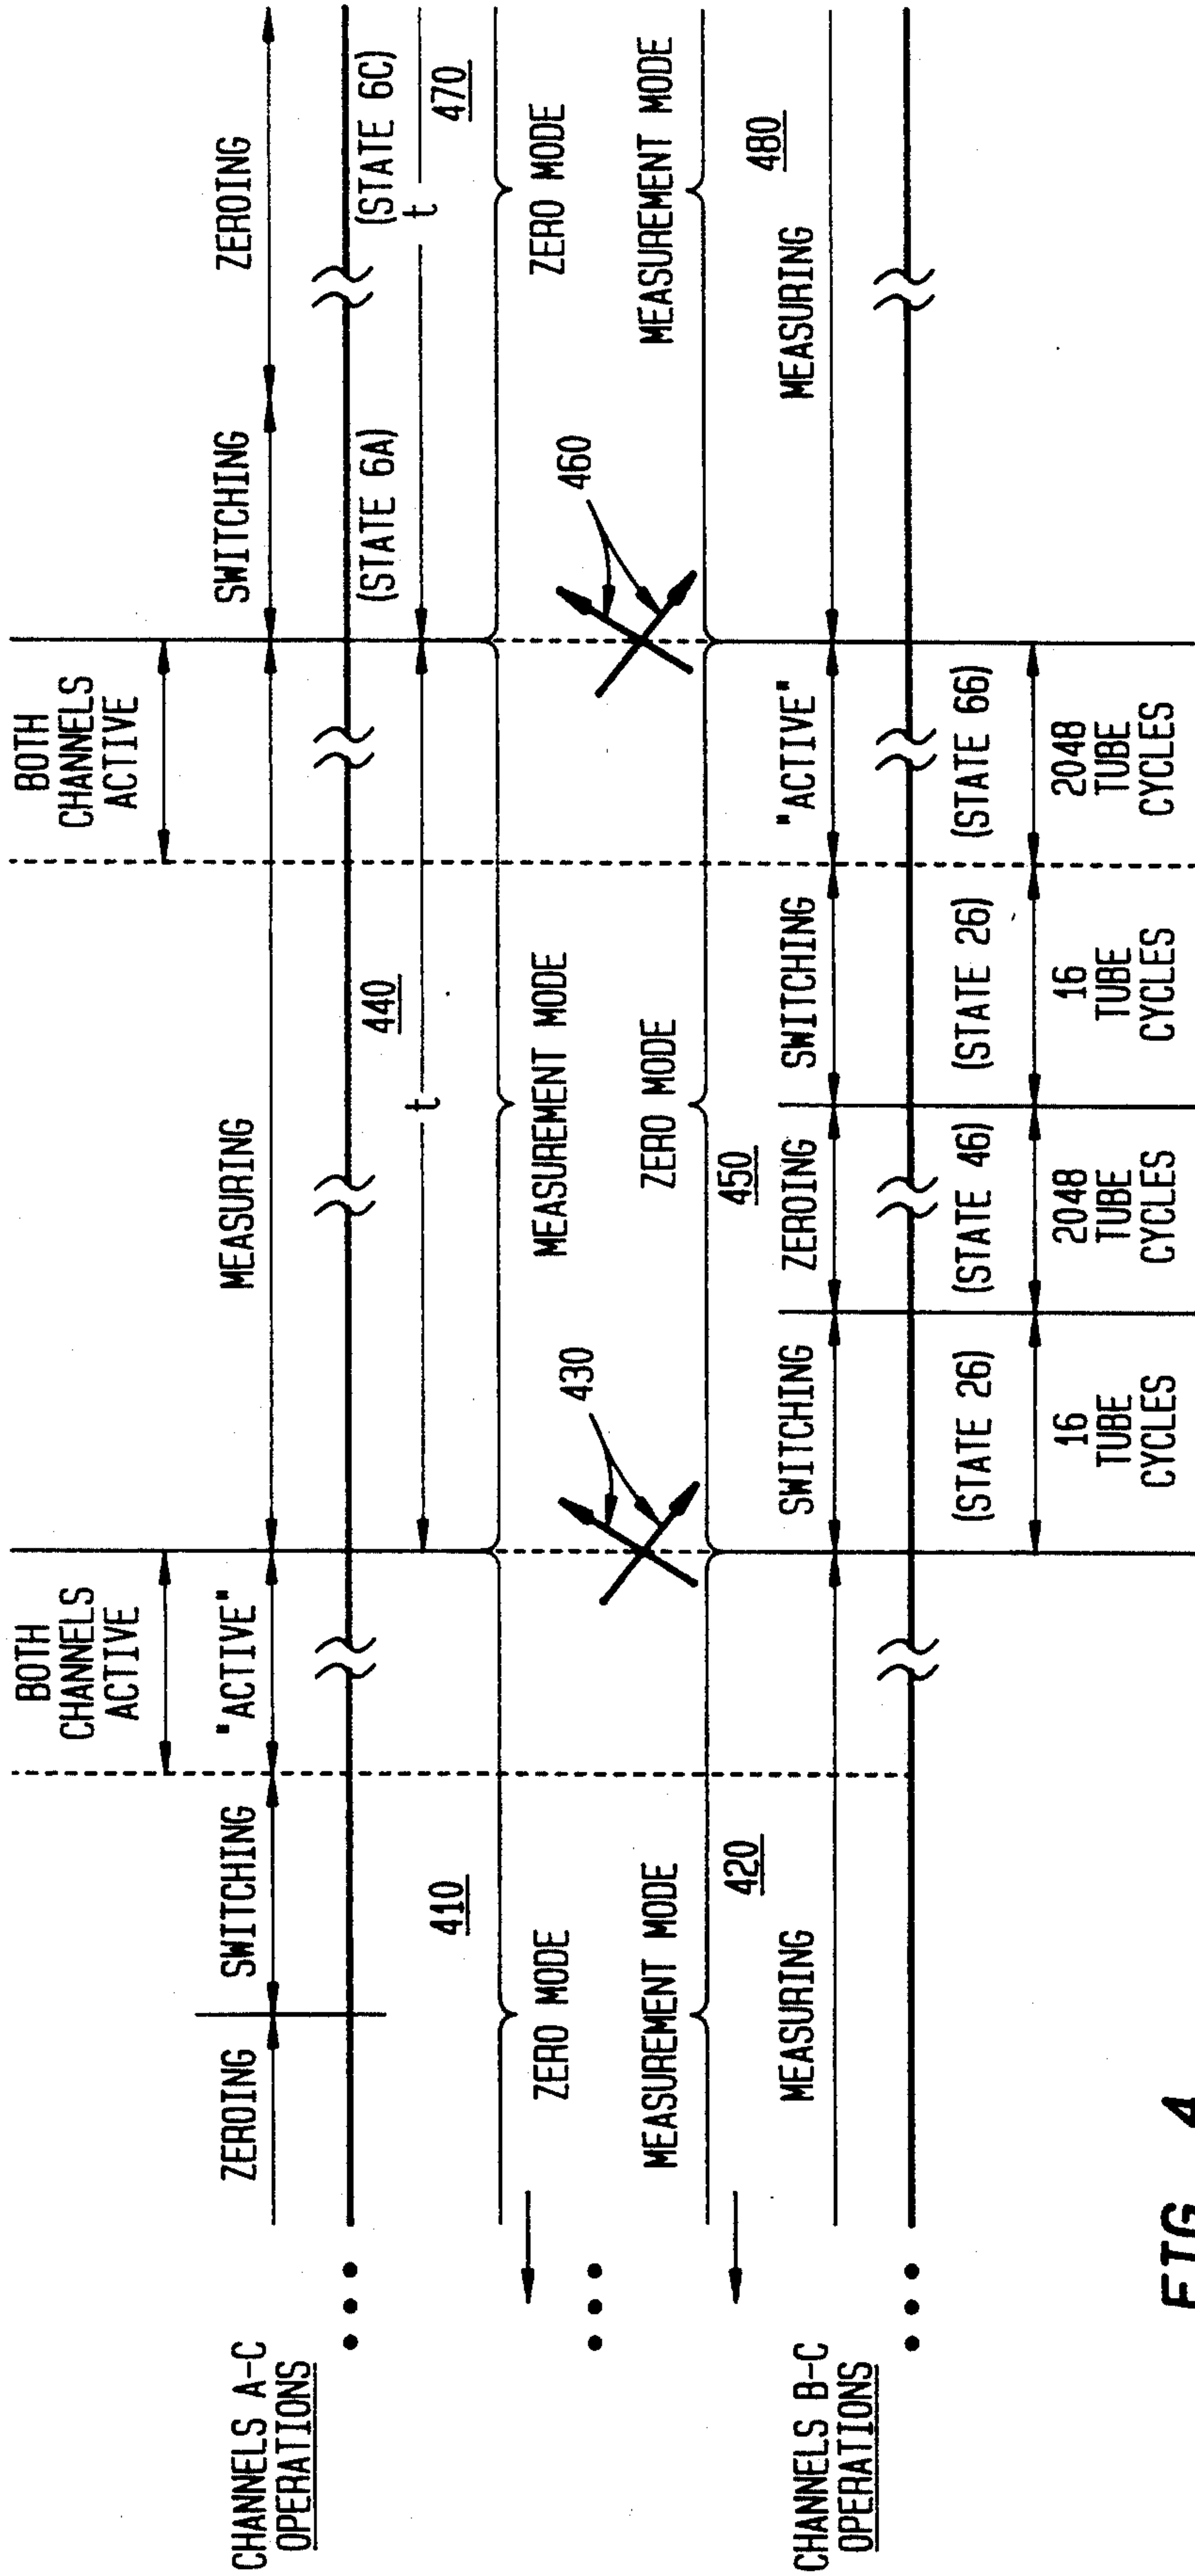 BOTH
CHANNELS
ACTIVE
BOTH
CHANNELS
ACTIVE
CHANNELS A-C
OPERATIONS
ZEROING
SWITCHING
"ACTIVE"
MEASURING
SWITCHING
ZEROING
(STATE 6A)
(STATE 6C)
410
440
t
t
470
ZERO MODE
MEASUREMENT MODE
ZERO MODE
430
460
MEASUREMENT MODE
ZERO MODE
MEASUREMENT MODE
420
450
480
CHANNELS B-C
OPERATIONS
MEASURING
SWITCHING
ZEROING
SWITCHING
"ACTIVE"
MEASURING
(STATE 26)
(STATE 46)
(STATE 26)
(STATE 66)
16
TUBE
CYCLES
2048
TUBE
CYCLES
16
TUBE
CYCLES
2048
TUBE
CYCLES
FIG. 4